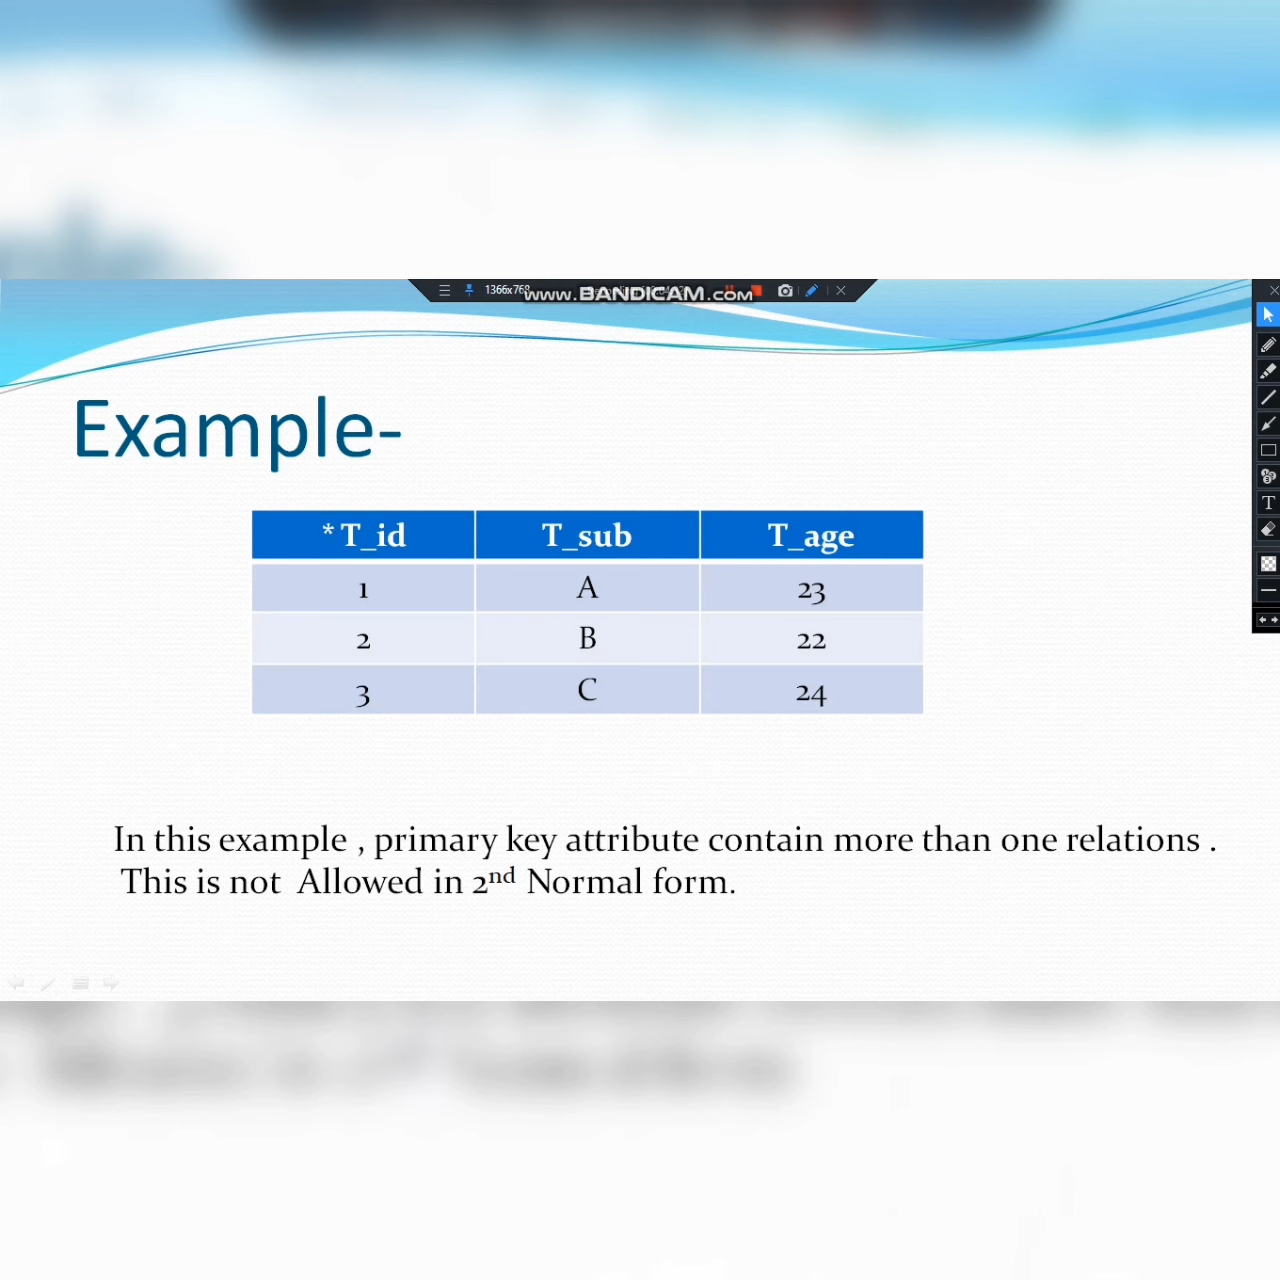 1366x768
www.BANDICAM.com
Example-
* T_id T_sub T_age
1 A 23
2 B 22
3 C 24
In this example , primary key attribute contain more than one relations .
This is not Allowed in 2nd Normal form.